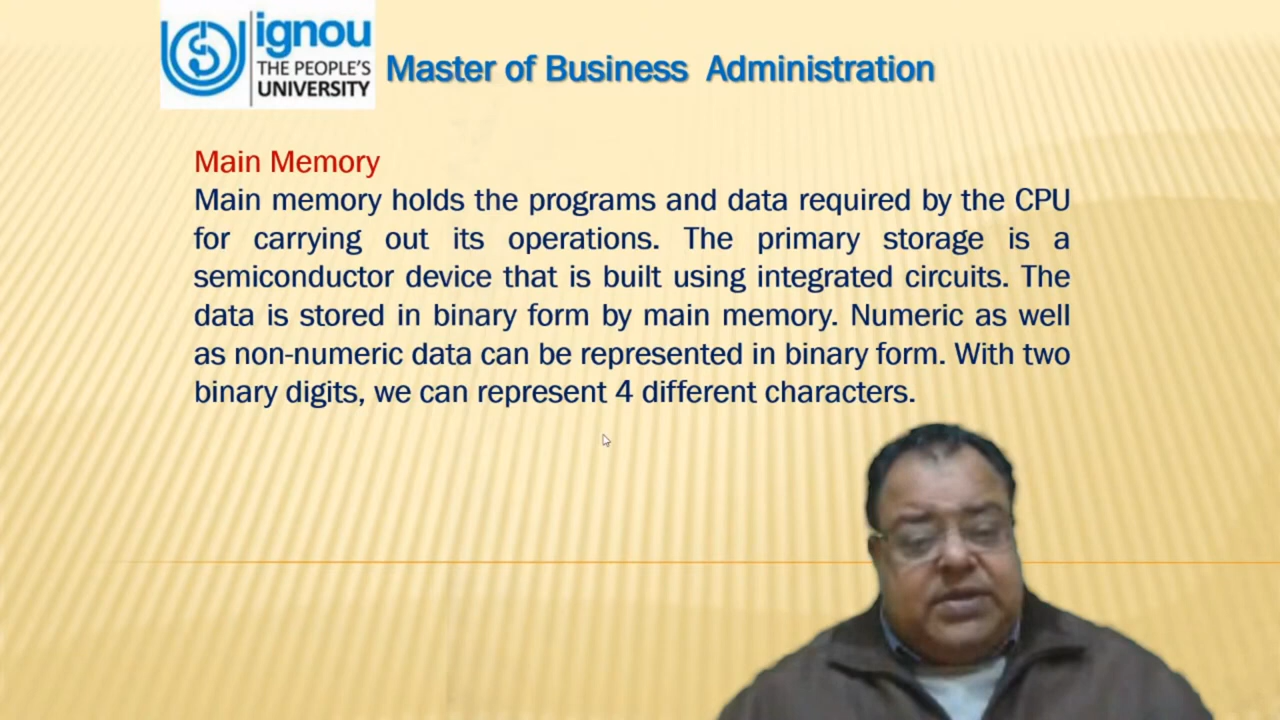 ignou
THE PEOPLE'S
UNIVERSITY
Master of Business Administration
Main Memory
Main memory holds the programs and data required by the CPU
for carrying out its operations. The primary storage is a
semiconductor device that is built using integrated circuits. The
data is stored in binary form by main memory. Numeric as well
as non-numeric data can be represented in binary form. With two
binary digits, we can represent 4 different characters.